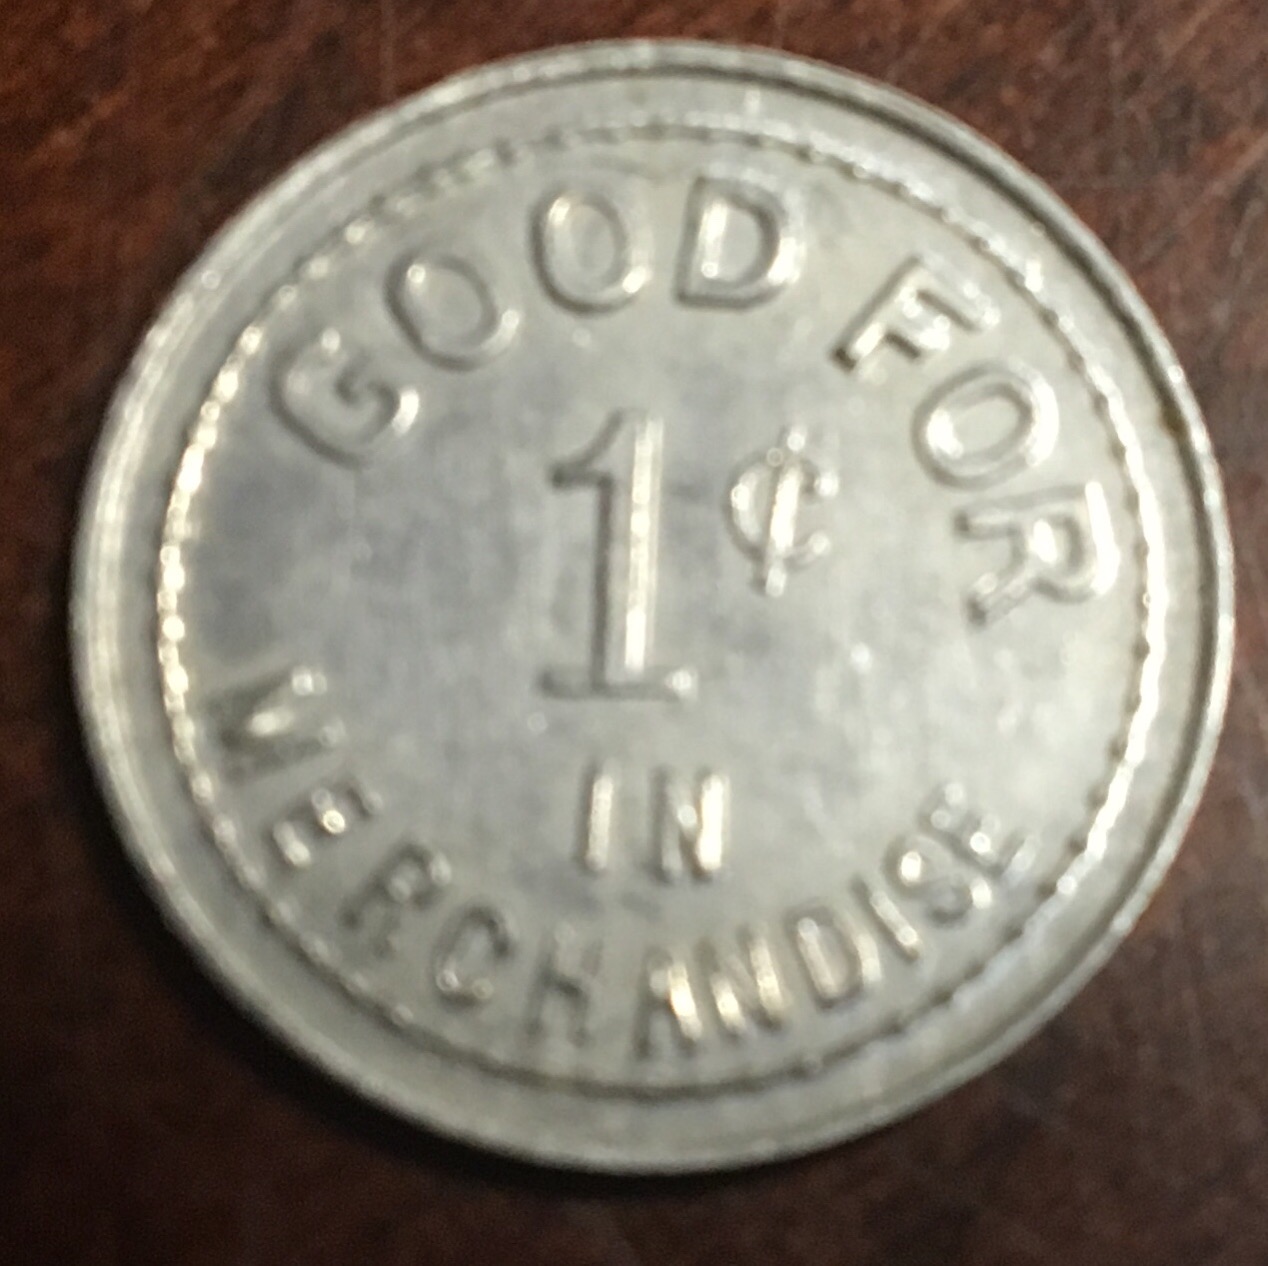 GOOD FOR
1¢
IN
MERCHANDISE